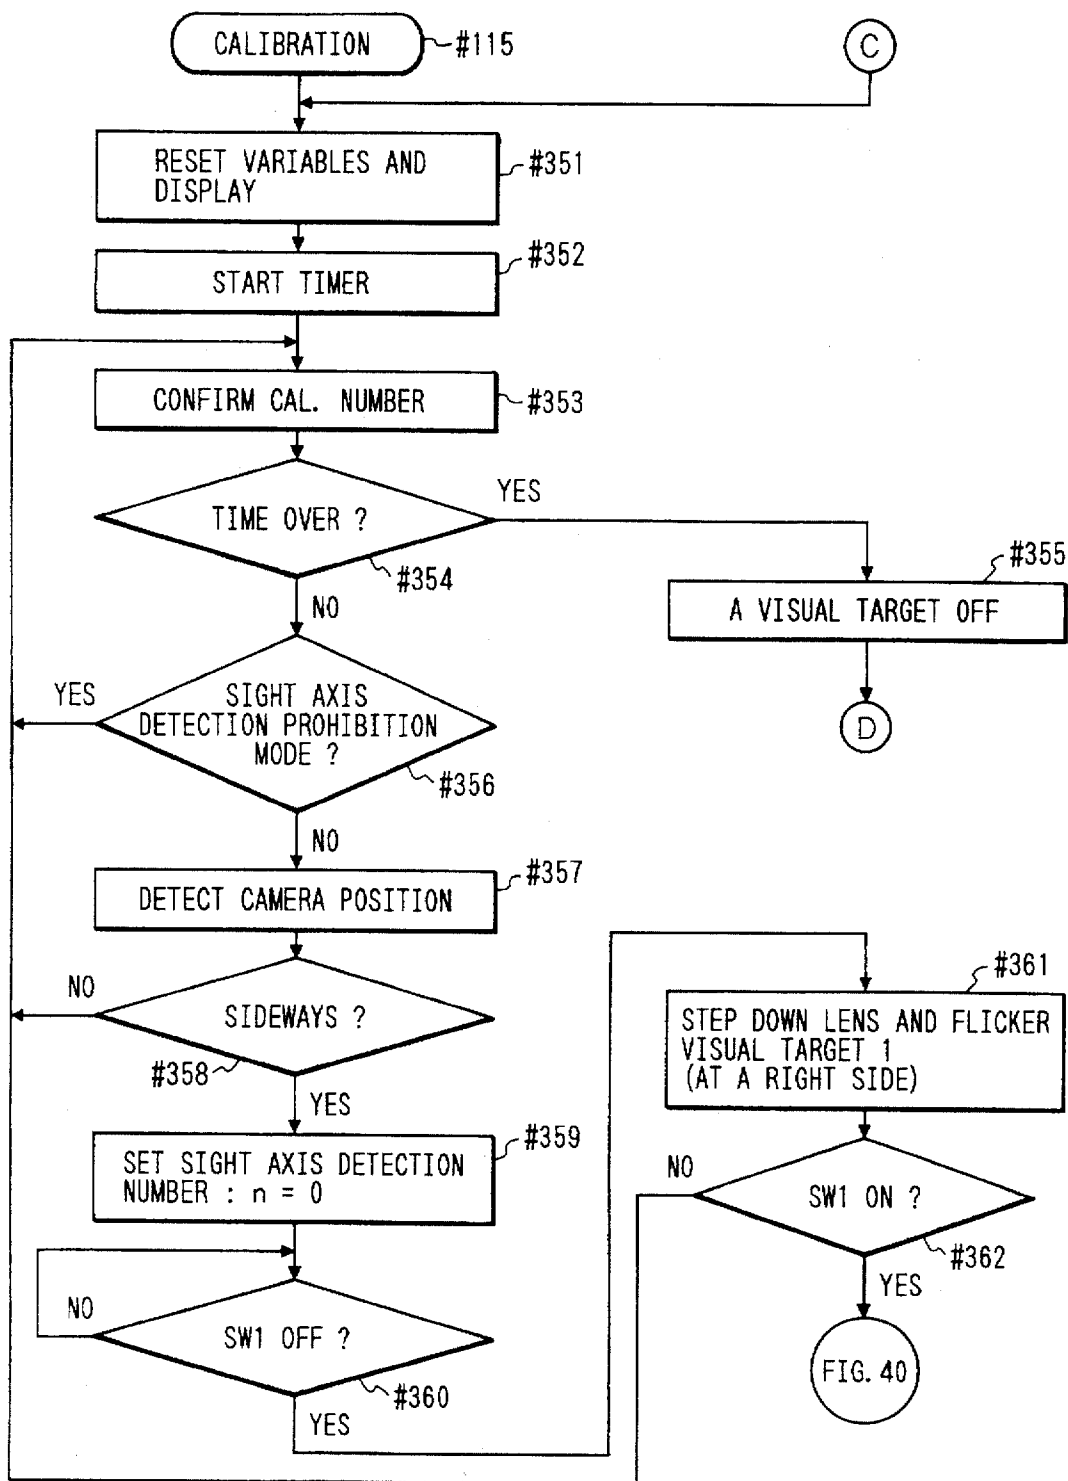 CALIBRATION
#115
C
RESET VARIABLES AND
DISPLAY
#351
START TIMER
#352
CONFIRM CAL. NUMBER
#353
TIME OVER ?
YES
#354
NO
#355
A VISUAL TARGET OFF
D
SIGHT AXIS
DETECTION PROHIBITION
MODE ?
YES
#356
NO
DETECT CAMERA POSITION
#357
SIDEWAYS ?
NO
#358
YES
SET SIGHT AXIS DETECTION
NUMBER : n = 0
#359
SW1 OFF ?
NO
#360
YES
#361
STEP DOWN LENS AND FLICKER
VISUAL TARGET 1
(AT A RIGHT SIDE)
NO
SW1 ON ?
#362
YES
FIG. 40